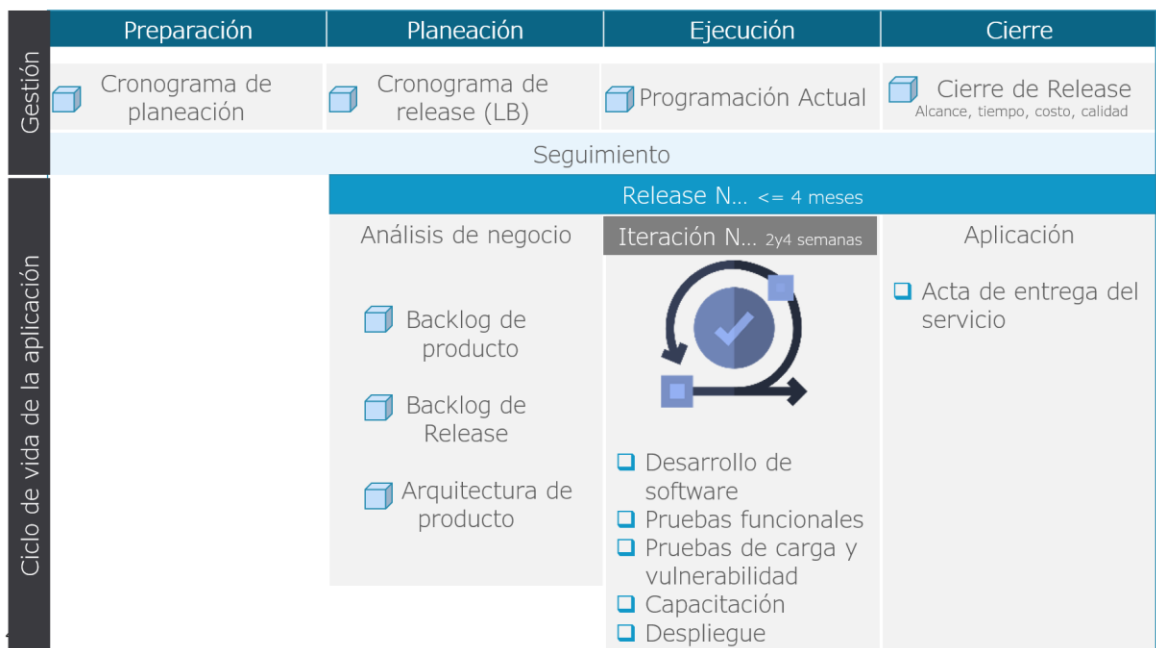 Preparación
Planeación
Ejecución
Cierre
Gestión
Cronograma de
planeación
Cronograma de
release (LB)
Programación Actual
Cierre de Release
Alcance, tiempo, costo, calidad
Seguimiento
Ciclo de vida de la aplicación
Release N... <= 4 meses
Análisis de negocio
Backlog de
producto
Backlog de
Release
Arquitectura de
producto
Iteración N... 2y4 semanas
Desarrollo de
software
Pruebas funcionales
Pruebas de carga y
vulnerabilidad
Capacitación
Despliegue
Aplicación
Acta de entrega del
servicio